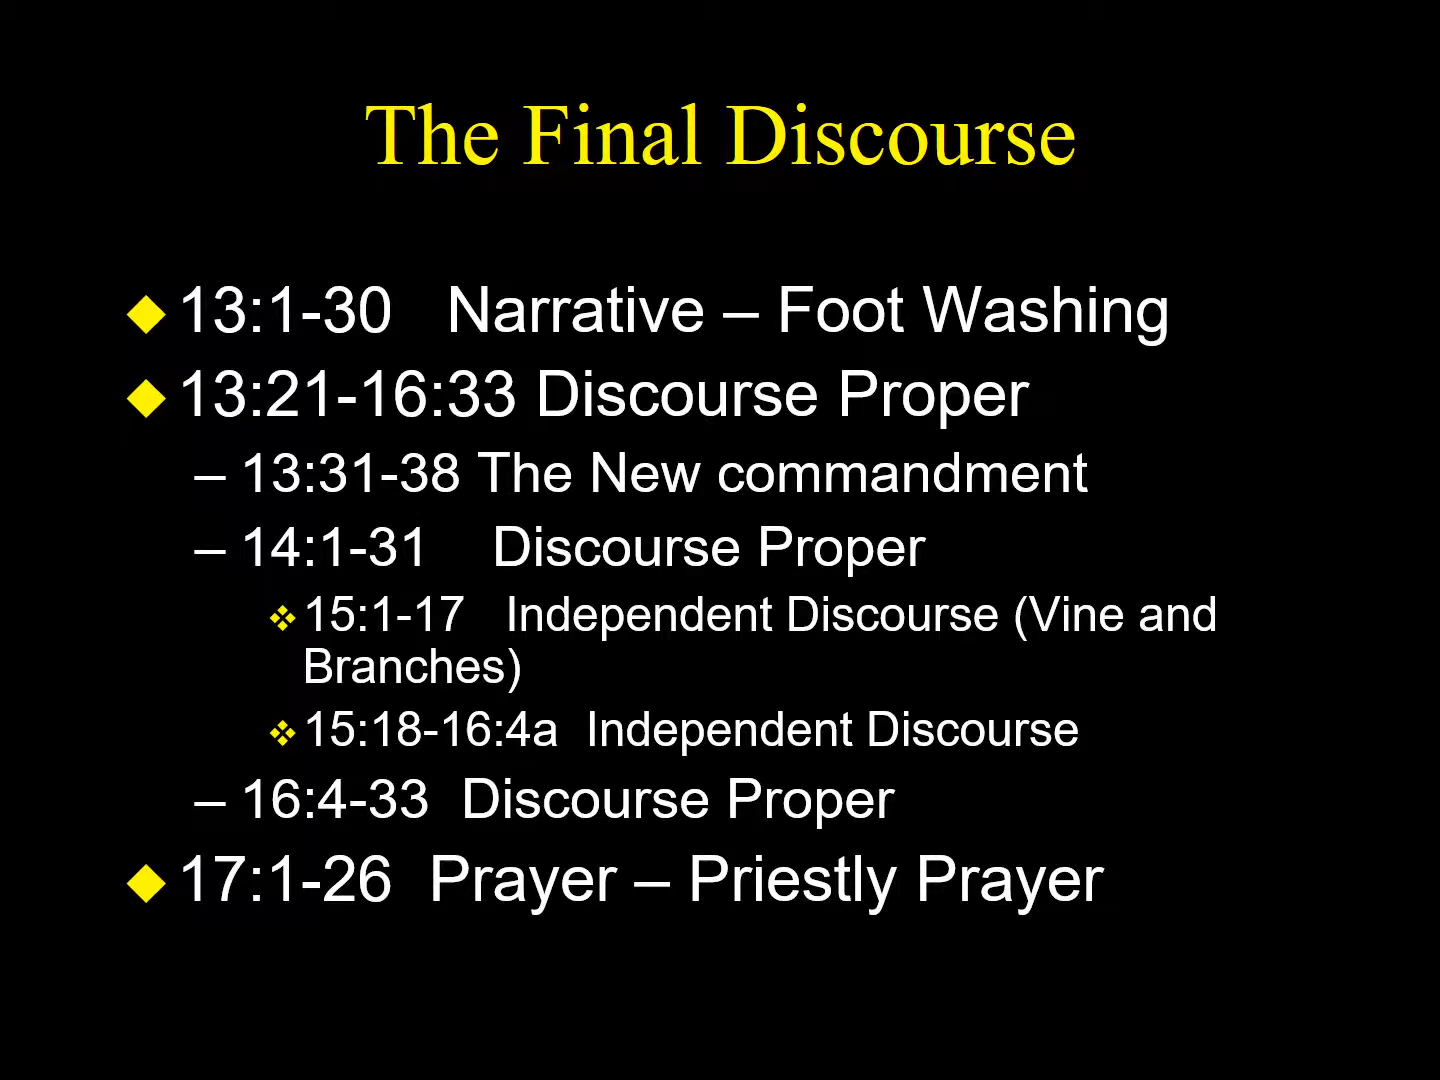 The Final Discourse
◆ 13:1-30 Narrative – Foot Washing
◆ 13:21-16:33 Discourse Proper
– 13:31-38 The New commandment
– 14:1-31 Discourse Proper
❖ 15:1-17 Independent Discourse (Vine and
Branches)
❖ 15:18-16:4a Independent Discourse
– 16:4-33 Discourse Proper
◆ 17:1-26 Prayer – Priestly Prayer